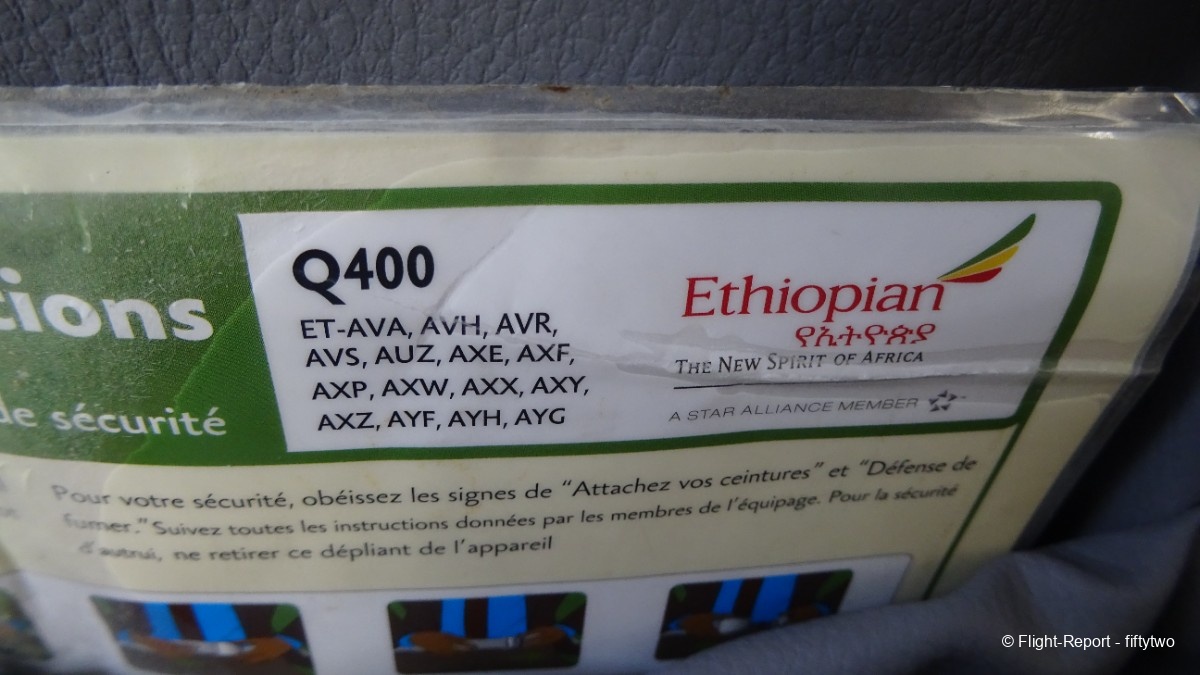 tions
de sécurité
Q400
ET-AVA, AVH, AVR,
AVS, AUZ, AXE, AXF,
AXP, AXW, AXX, AXY,
AXZ, AYF, AYH, AYG
Ethiopian
የኢትዮጵያ
THE NEW SPIRIT OF AFRICA
A STAR ALLIANCE MEMBER
Pour votre sécurité, obéissez les signes de “Attachez vos ceintures” et “Défense de
fumer.” Suivez toutes les instructions données par les membres de l'équipage. Pour la sécurité
d'autrui, ne retirer ce dépliant de l'appareil
© Flight-Report - fiftytwo